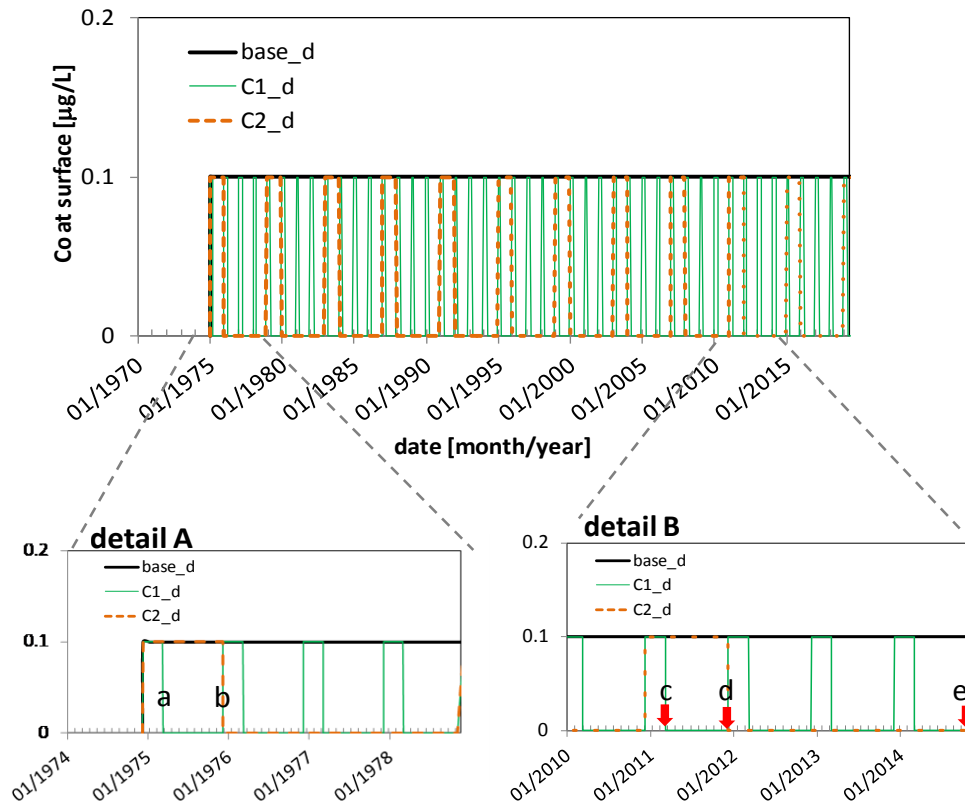 0.2
base_d
C1_d
C2_d
0.1
0
Co at surface [µg/L]
01/1970
01/1975
01/1980
01/1985
01/1990
01/1995
01/2000
01/2005
01/2010
01/2015
date [month/year]
detail A
0.2
base_d
C1_d
C2_d
0.1
a
b
0
01/1974
01/1975
01/1976
01/1977
01/1978
detail B
0.2
base_d
C1_d
C2_d
0.1
c
d
e
0
01/2010
01/2011
01/2012
01/2013
01/2014